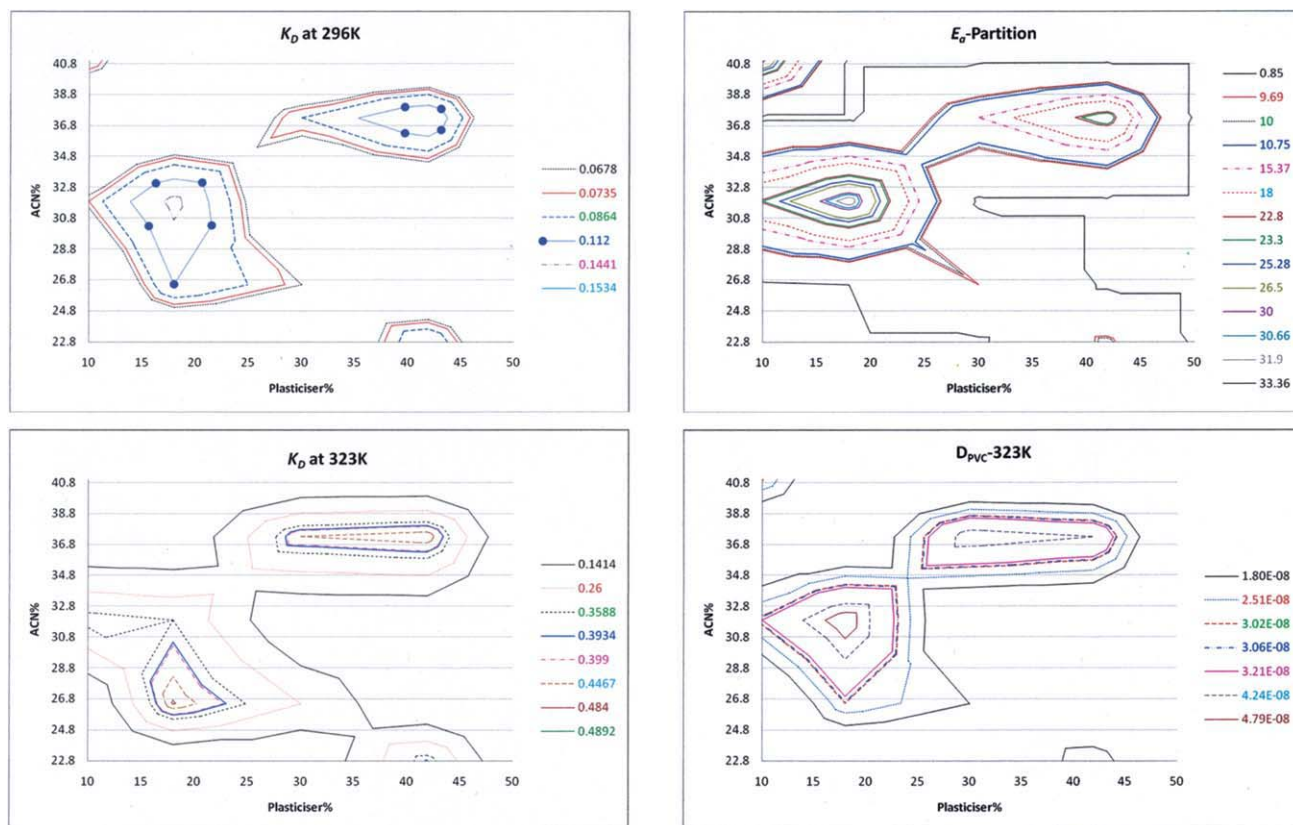 K_D at 296K
40.8
38.8
36.8
34.8
32.8
30.8
28.8
26.8
24.8
22.8
ACN%
10 15 20 25 30 35 40 45 50
Plasticiser%
0.0678
0.0735
0.0864
0.112
0.1441
0.1534
E_a-Partition
40.8
38.8
36.8
34.8
32.8
30.8
28.8
26.8
24.8
22.8
ACN%
10 15 20 25 30 35 40 45 50
Plasticiser%
0.85
9.69
10
10.75
15.37
18
22.8
23.3
25.28
26.5
30
30.66
31.9
33.36
K_D at 323K
40.8
38.8
36.8
34.8
32.8
30.8
28.8
26.8
24.8
22.8
ACN%
10 15 20 25 30 35 40 45 50
Plasticiser%
0.1414
0.26
0.3588
0.3934
0.399
0.4467
0.484
0.4892
D_PVC-323K
40.8
38.8
36.8
34.8
32.8
30.8
28.8
26.8
24.8
22.8
ACN%
10 15 20 25 30 35 40 45 50
Plasticiser%
1.80E-08
2.51E-08
3.02E-08
3.06E-08
3.21E-08
4.24E-08
4.79E-08